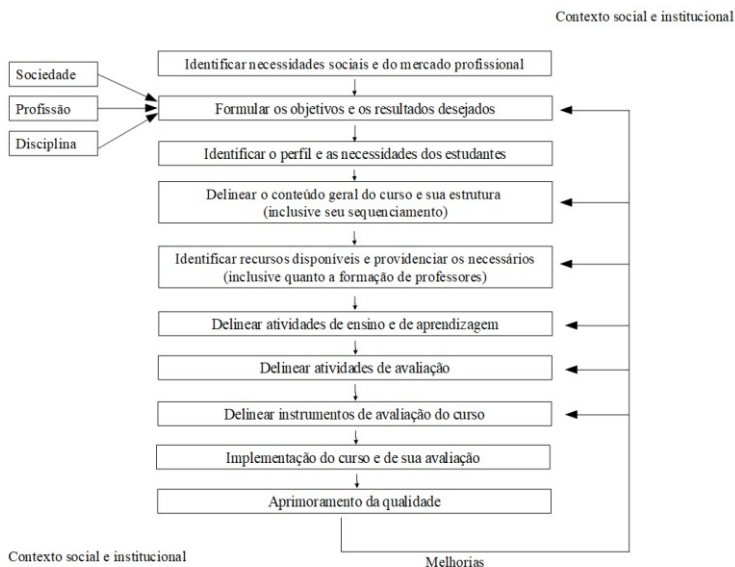 Contexto social e institucional
Identificar necessidades sociais e do mercado profissional
Sociedade
Profissão
Disciplina
Formular os objetivos e os resultados desejados
Identificar o perfil e as necessidades dos estudantes
Delinear o conteúdo geral do curso e sua estrutura
(inclusive seu sequenciamento)
Identificar recursos disponíveis e providenciar os necessários
(inclusive quanto a formação de professores)
Delinear atividades de ensino e de aprendizagem
Delinear atividades de avaliação
Delinear instrumentos de avaliação do curso
Implementação do curso e de sua avaliação
Aprimoramento da qualidade
Contexto social e institucional
Melhorias